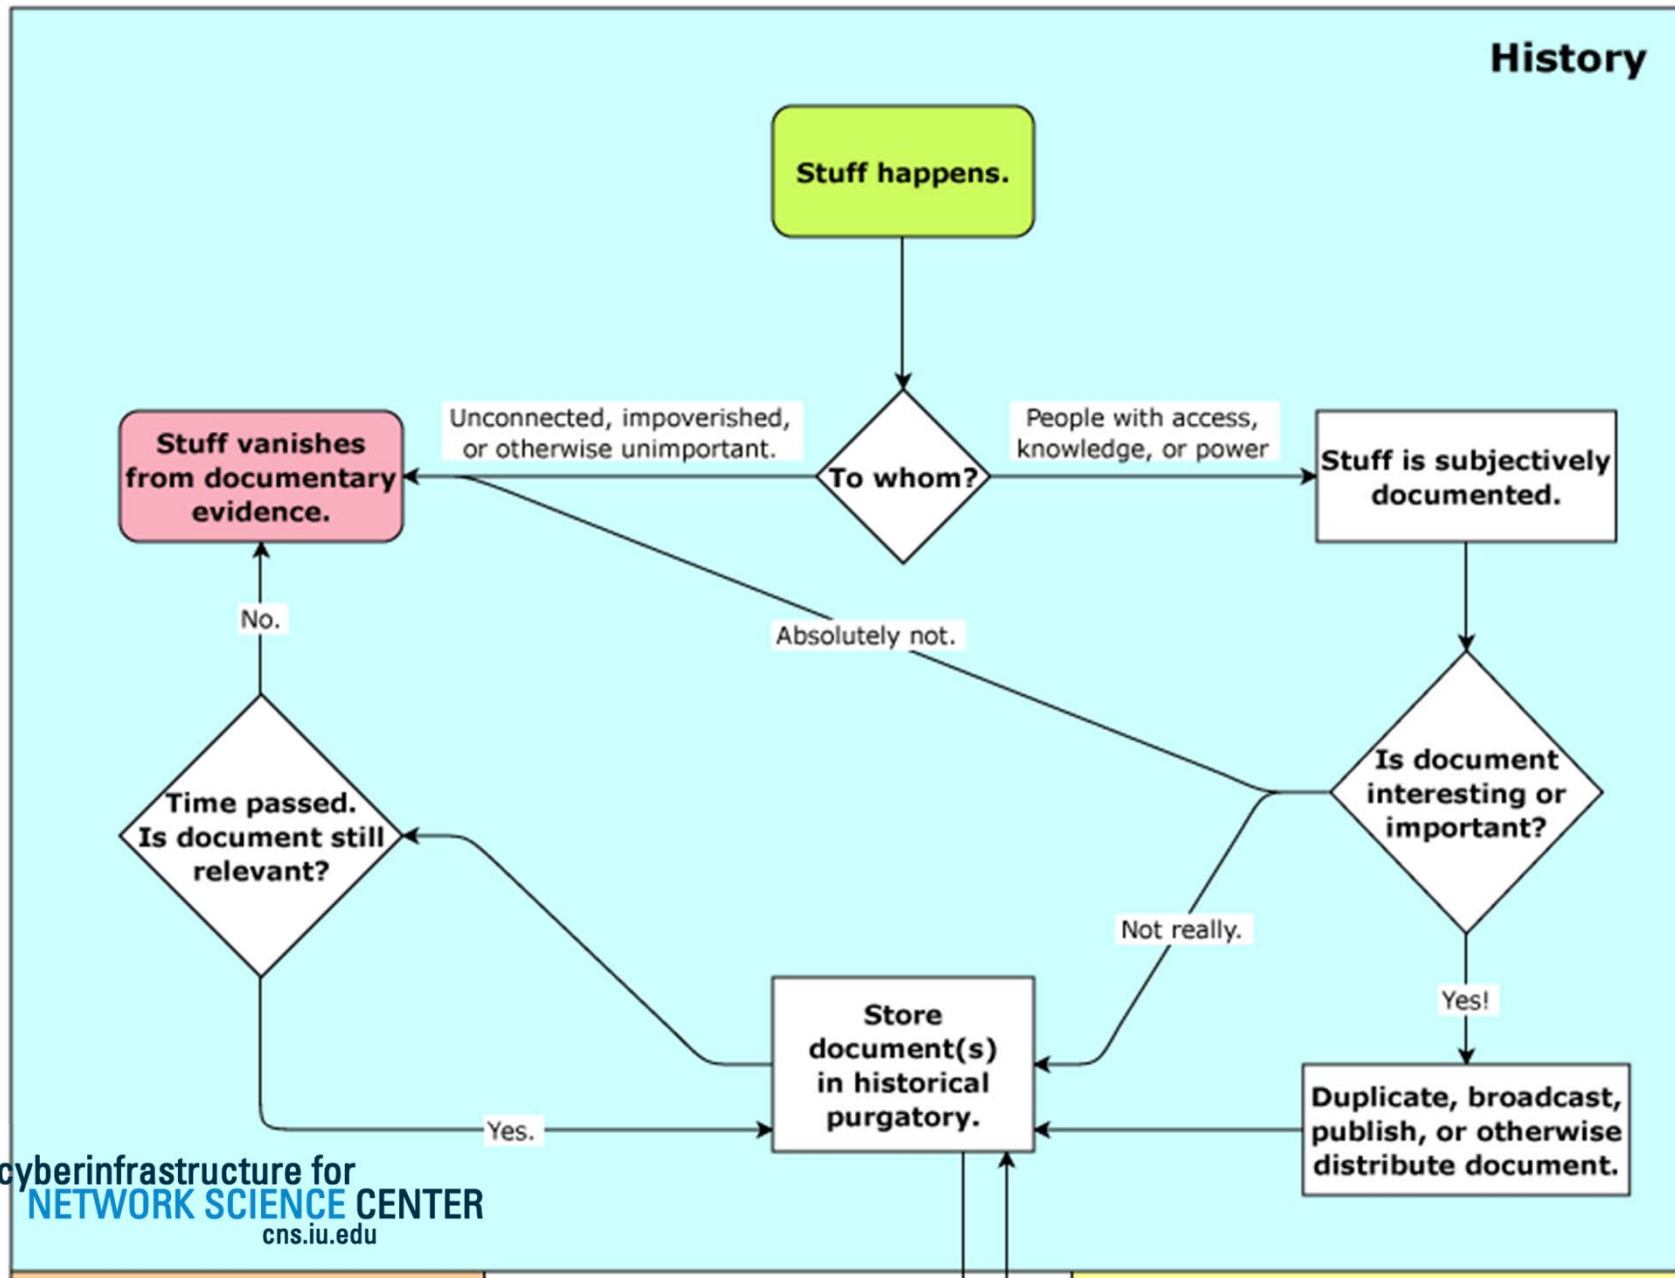 History
Stuff happens.
Unconnected, impoverished,
or otherwise unimportant.
People with access,
knowledge, or power
Stuff vanishes
from documentary
evidence.
To whom?
Stuff is subjectively
documented.
No.
Absolutely not.
Is document
interesting or
important?
Time passed.
Is document still
relevant?
Not really.
Yes!
Store
document(s)
in historical
purgatory.
Duplicate, broadcast,
publish, or otherwise
distribute document.
Yes.
cyberinfrastructure for
NETWORK SCIENCE CENTER
cns.iu.edu